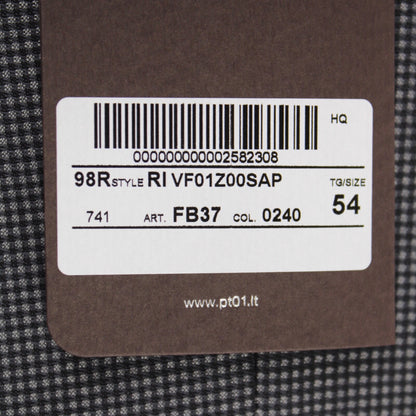 HQ
000000000002582308
98R STYLE RI VF01Z00SAP TG/SIZE
741 ART. FB37 COL. 0240 54
www.pt01.it